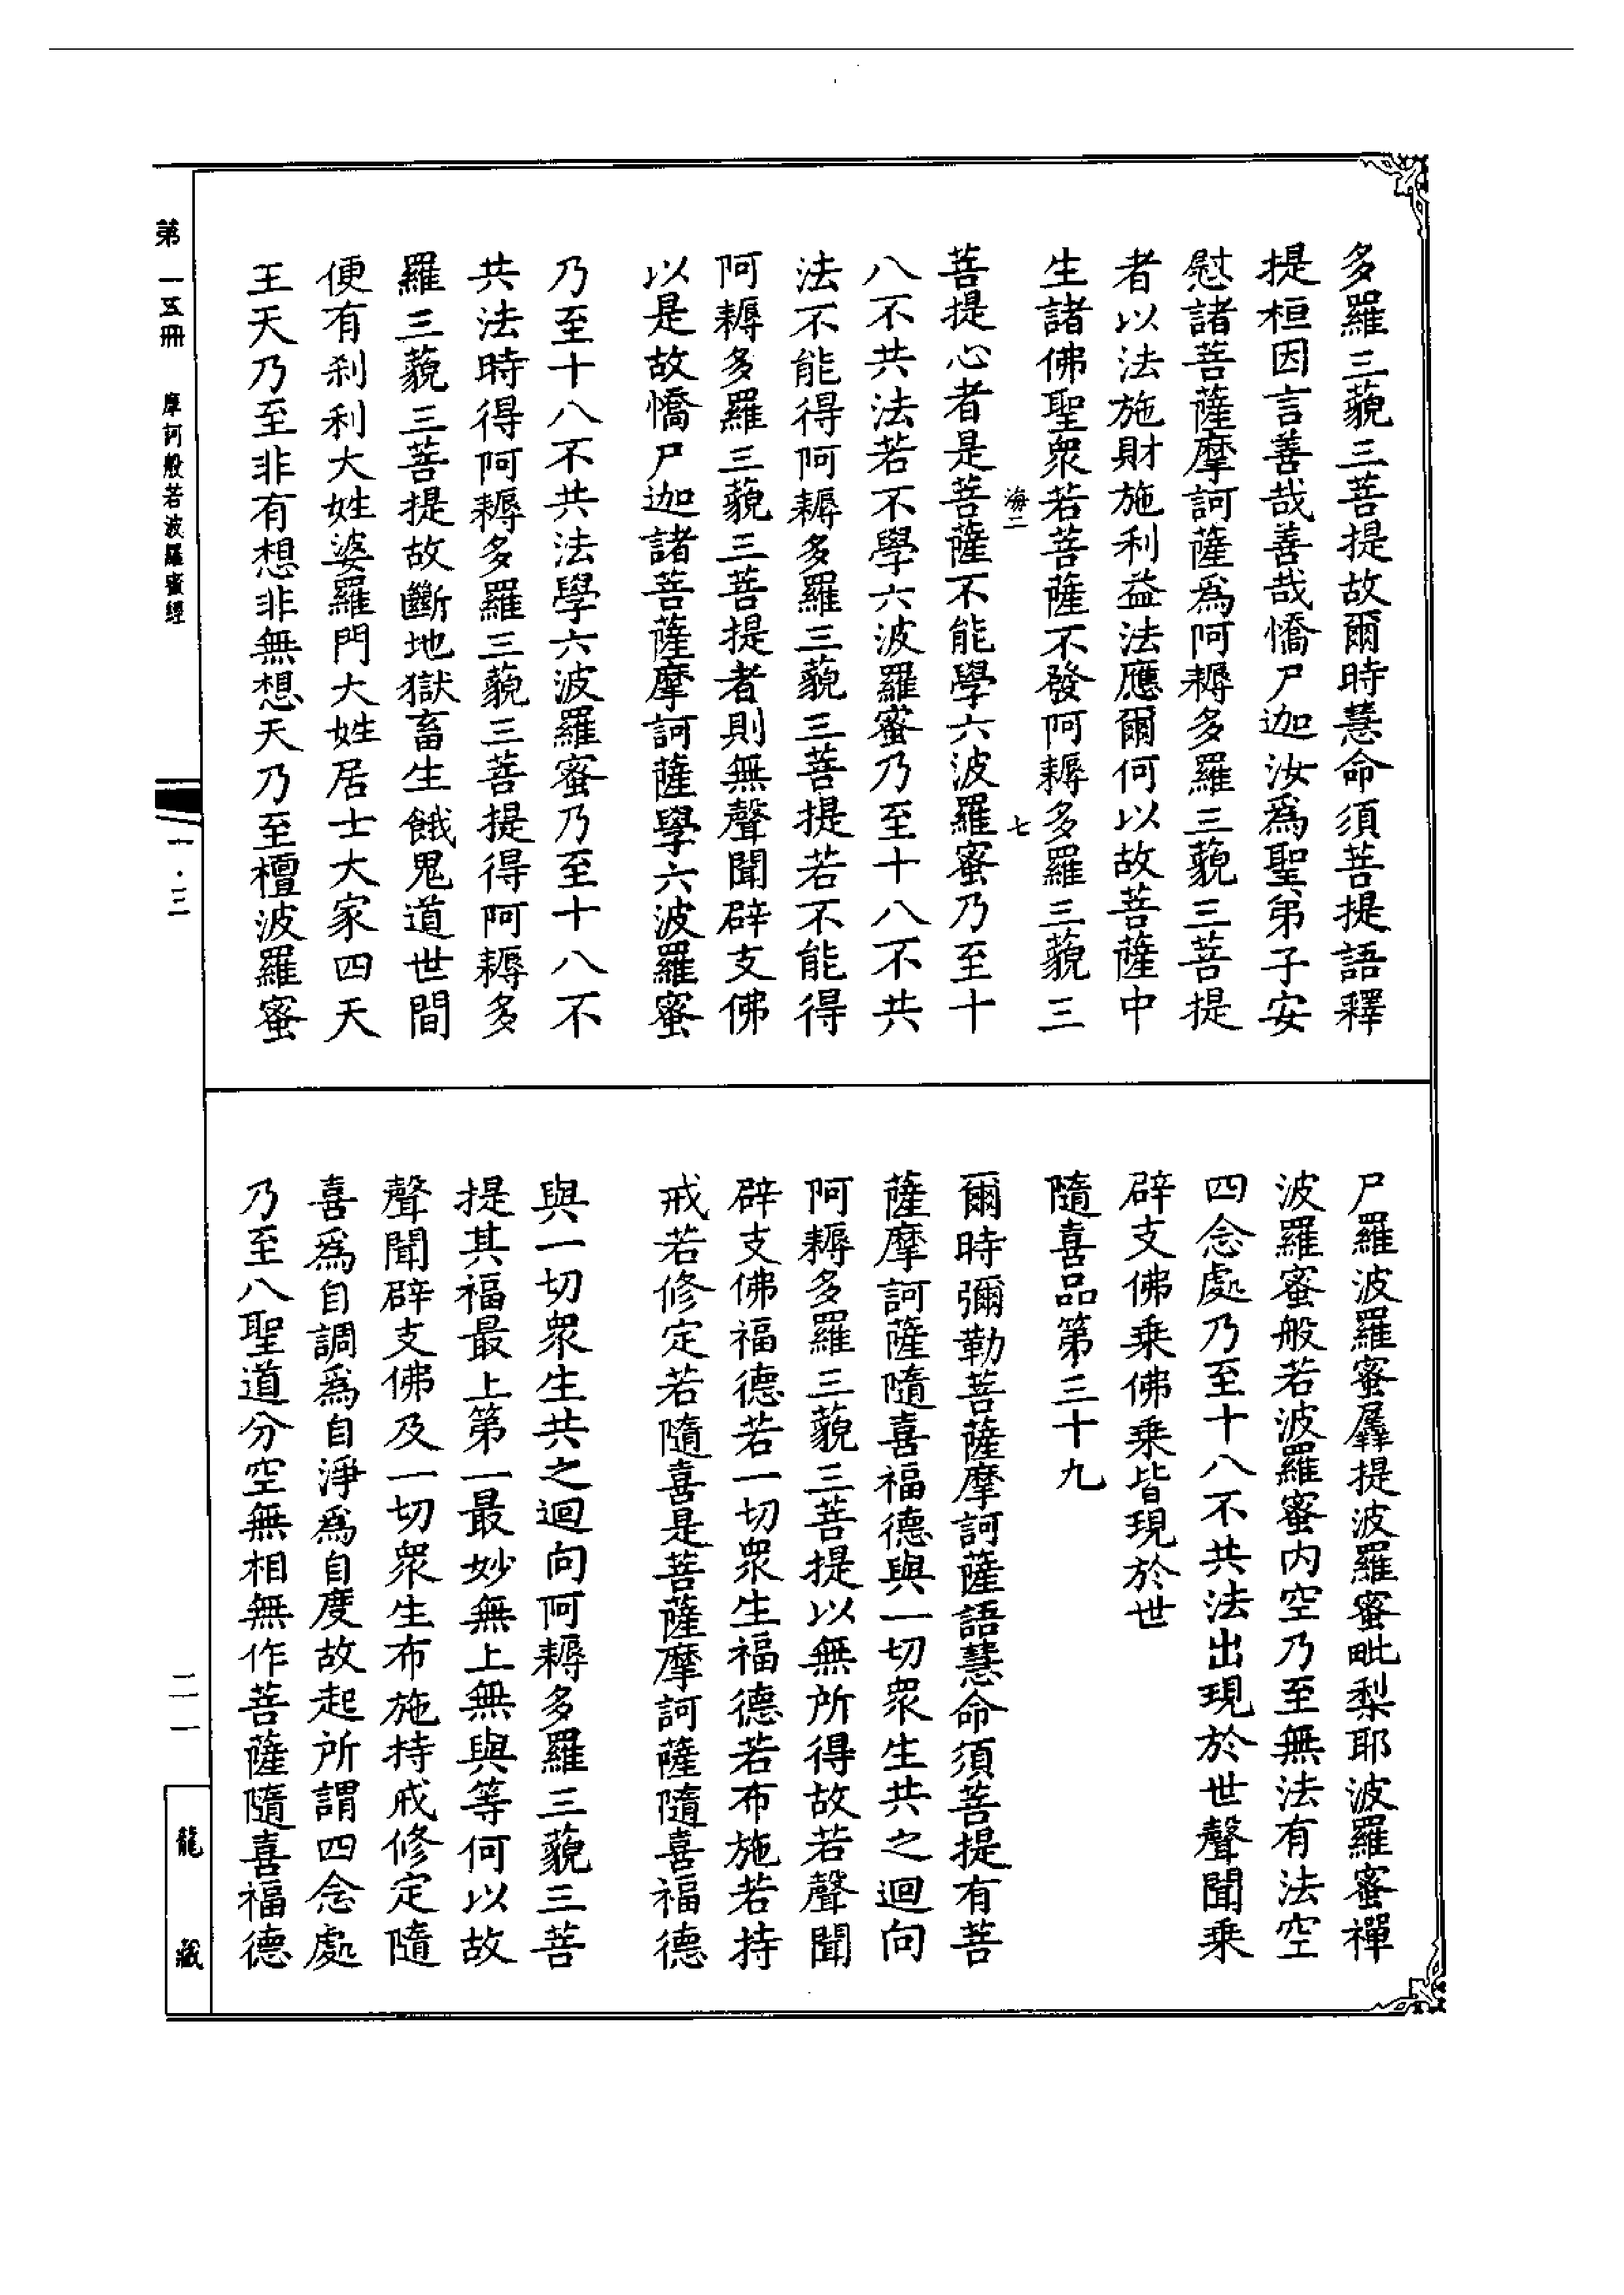 多羅三藐三菩提故爾時慧命須菩提語釋
提桓因言善哉善哉憍尸迦汝為聖弟子安
慰諸菩薩摩訶薩為阿耨多羅三藐三菩提
者以法施財施利益法應爾何以故菩薩中
生諸佛聖衆若菩薩不發阿耨多羅三藐三
海二 七
菩提心者是菩薩不能學六波羅蜜乃至十
八不共法若不學六波羅蜜乃至十八不共
法不能得阿耨多羅三藐三菩提若不能得
阿耨多羅三藐三菩提者則無聲聞辟支佛
以是故憍尸迦諸菩薩摩訶薩學六波羅蜜
乃至十八不共法學六波羅蜜乃至十八不
共法時得阿耨多羅三藐三菩提得阿耨多
羅三藐三菩提故斷地獄畜生餓鬼道世間
便有剎利大姓婆羅門大姓居士大家四天
王天乃至非有想非無想天乃至檀波羅蜜
尸羅波羅蜜羼提波羅蜜毗梨耶波羅蜜禪
波羅蜜般若波羅蜜内空乃至無法有法空
四念處乃至十八不共法出現於世聲聞乘
辟支佛乘佛乘皆現於世
隨喜品第三十九
爾時彌勒菩薩摩訶薩語慧命須菩提有菩
薩摩訶薩隨喜福德與一切衆生共之迴向
阿耨多羅三藐三菩提以無所得故若聲聞
辟支佛福德若一切衆生福德若布施若持
戒若修定若隨喜是菩薩摩訶薩隨喜福德
與一切衆生共之迴向阿耨多羅三藐三菩
提其福最上第一最妙無上無與等何以故
聲聞辟支佛及一切衆生布施持戒修定隨
喜為自調為自淨為自度故起所謂四念處
乃至八聖道分空無相無作菩薩隨喜福德
第一五冊 摩訶般若波羅蜜經 一·三 二一 龍藏